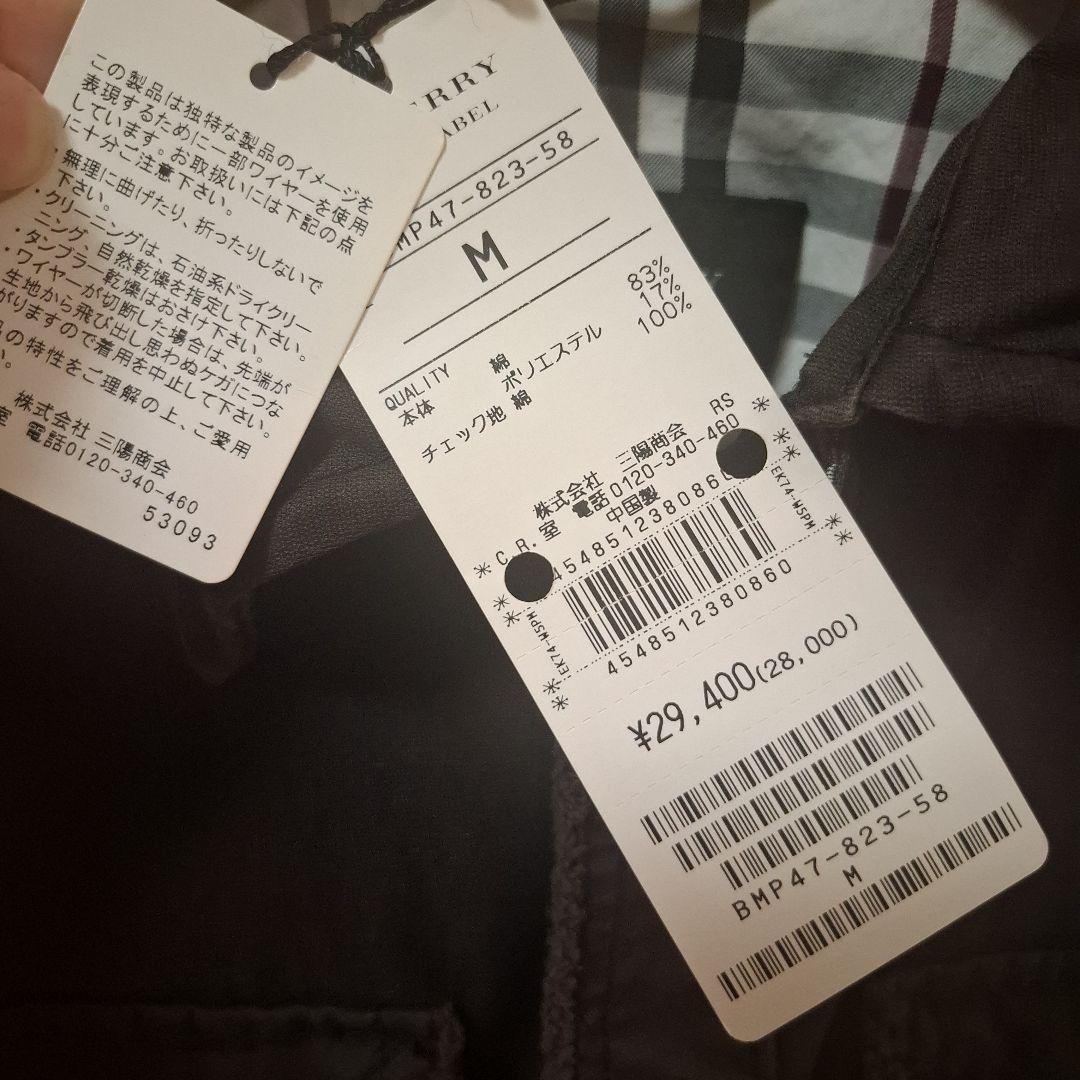 この製品は独特な製品のイメージを
表現するために一部ワイヤーを使用
しています。お取扱いには下記の点
に十分ご注意下さい。
・無理に曲げたり、折ったりしないで
下さい。
・クリーニングは、石油系ドライクリー
ニング、自然乾燥を指定して下さい。
・タンブラー乾燥はおさけ下さい。
・ワイヤーが切断した場合は、先端が
生地から飛び出し思わぬケガにつな
がりますので着用を中止して下さい。
品の特性をご理解の上、ご愛用
い。
株式会社 三陽商会
室 電話0120-340-460
53093
ERRY
ABEL
MP47-823-58
M
QUALITY
本体 綿 83%
ポリエステル 17%
チェック地 綿 100%
RS
株式会社 三陽商会
C.R.室 電話0120-340-460
中国製
454851238086
EK74-WSPM
EK74-WSPM
4548512380860
¥29,400(28,000)
BMP47-823-58
M